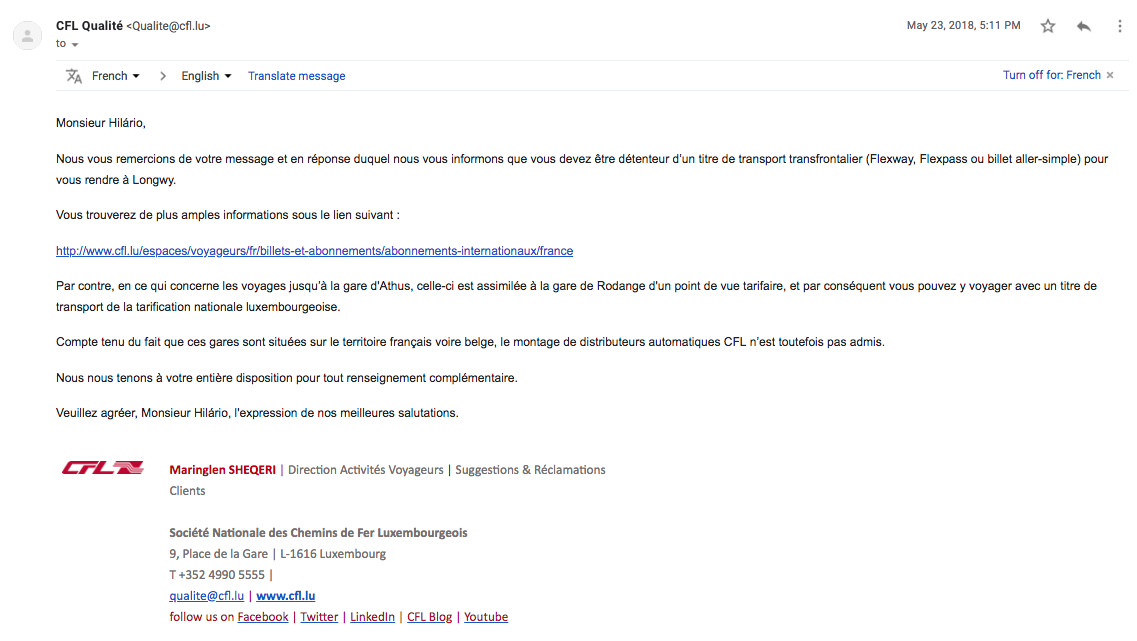 CFL Qualité <Qualite@cfl.lu>
May 23, 2018, 5:11 PM
to
French > English Translate message
Turn off for: French ×
Monsieur Hilário,
Nous vous remercions de votre message et en réponse duquel nous vous informons que vous devez être détenteur d'un titre de transport transfrontalier (Flexway, Flexpass ou billet aller-simple) pour
vous rendre à Longwy.
Vous trouverez de plus amples informations sous le lien suivant :
http://www.cfl.lu/espaces/voyageurs/fr/billets-et-abonnements/abonnements-internationaux/france
Par contre, en ce qui concerne les voyages jusqu'à la gare d'Athus, celle-ci est assimilée à la gare de Rodange d'un point de vue tarifaire, et par conséquent vous pouvez y voyager avec un titre de
transport de la tarification nationale luxembourgeoise.
Compte tenu du fait que ces gares sont situées sur le territoire français voire belge, le montage de distributeurs automatiques CFL n'est toutefois pas admis.
Nous nous tenons à votre entière disposition pour tout renseignement complémentaire.
Veuillez agréer, Monsieur Hilário, l'expression de nos meilleures salutations.
CFL
Maringlen SHEQERI | Direction Activités Voyageurs | Suggestions & Réclamations
Clients
Société Nationale des Chemins de Fer Luxembourgeois
9, Place de la Gare | L-1616 Luxembourg
T +352 4990 5555 |
qualite@cfl.lu | www.cfl.lu
follow us on Facebook | Twitter | LinkedIn | CFL Blog | Youtube